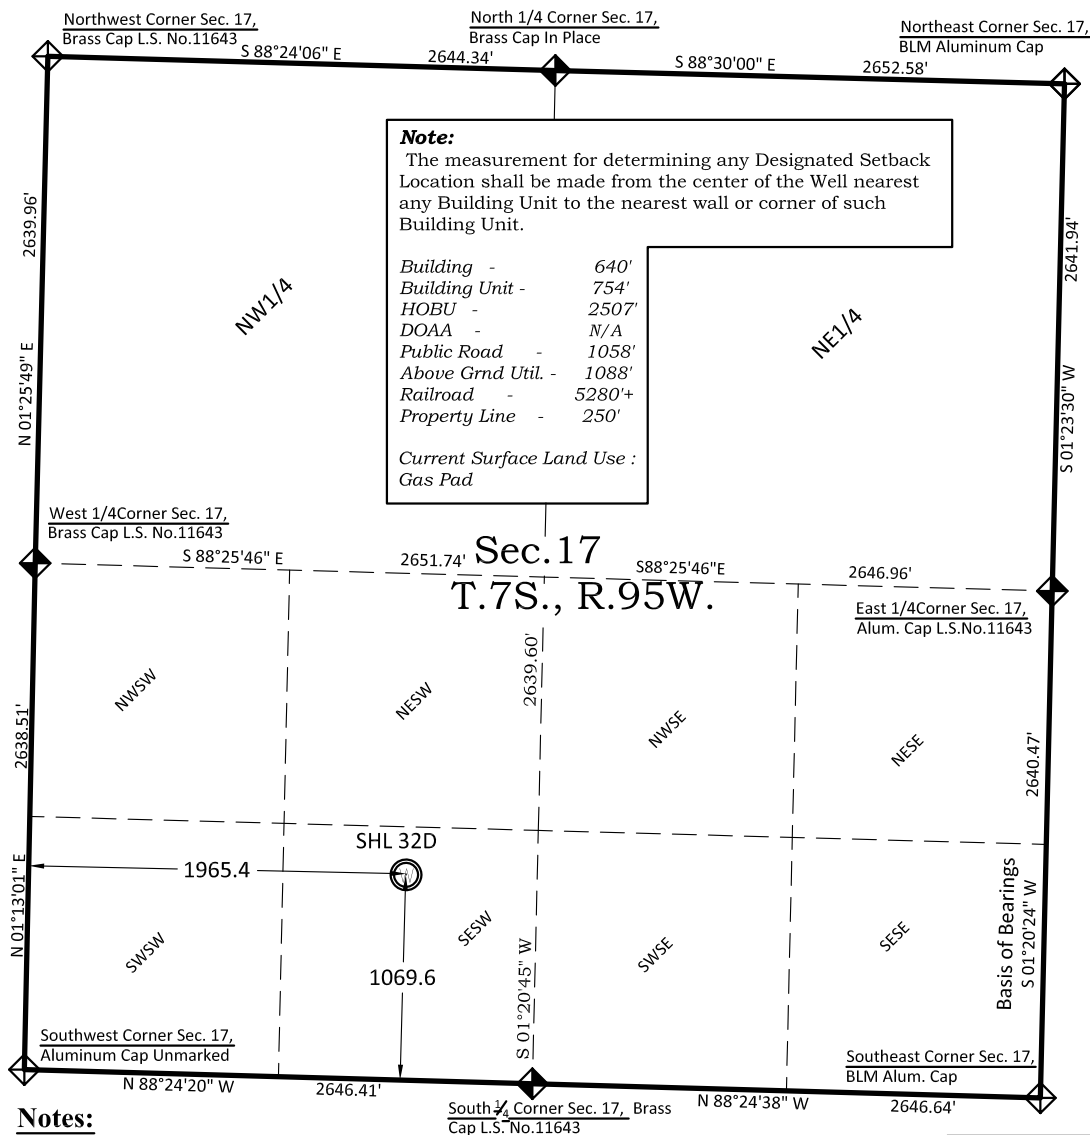 Northwest Corner Sec. 17,
Brass Cap L.S. No.11643
North 1/4 Corner Sec. 17,
Brass Cap In Place
Northeast Corner Sec. 17,
BLM Aluminum Cap
S 88°24'06" E
2644.34'
S 88°30'00" E
2652.58'
Note:
The measurement for determining any Designated Setback
Location shall be made from the center of the Well nearest
any Building Unit to the nearest wall or corner of such
Building Unit.
Building - 640'
Building Unit - 754'
HOBU - 2507'
DOAA - N/A
Public Road - 1058'
Above Grnd Util. - 1088'
Railroad - 5280'+
Property Line - 250'
Current Surface Land Use :
Gas Pad
2639.96'
N 01°25'49" E
NW1/4
NE1/4
2641.94'
S 01°23'30" W
West 1/4Corner Sec. 17,
Brass Cap L.S. No.11643
S 88°25'46" E
2651.74'
Sec.17
T.7S., R.95W.
S88°25'46"E
2646.96'
East 1/4Corner Sec. 17,
Alum. Cap L.S.No.11643
2639.60'
NWSW
NESW
NWSE
NESE
2638.51'
2640.47'
SHL 32D
1965.4
N 01°13'01" E
SWSW
SESW
SWSE
SESE
1069.6
S 01°20'45" W
Basis of Bearings
S 01°20'24" W
Southwest Corner Sec. 17,
Aluminum Cap Unmarked
Southeast Corner Sec. 17,
BLM Alum. Cap
N 88°24'20" W
2646.41'
N 88°24'38" W
2646.64'
South 1/4 Corner Sec. 17, Brass
Cap L.S. No.11643
Notes: